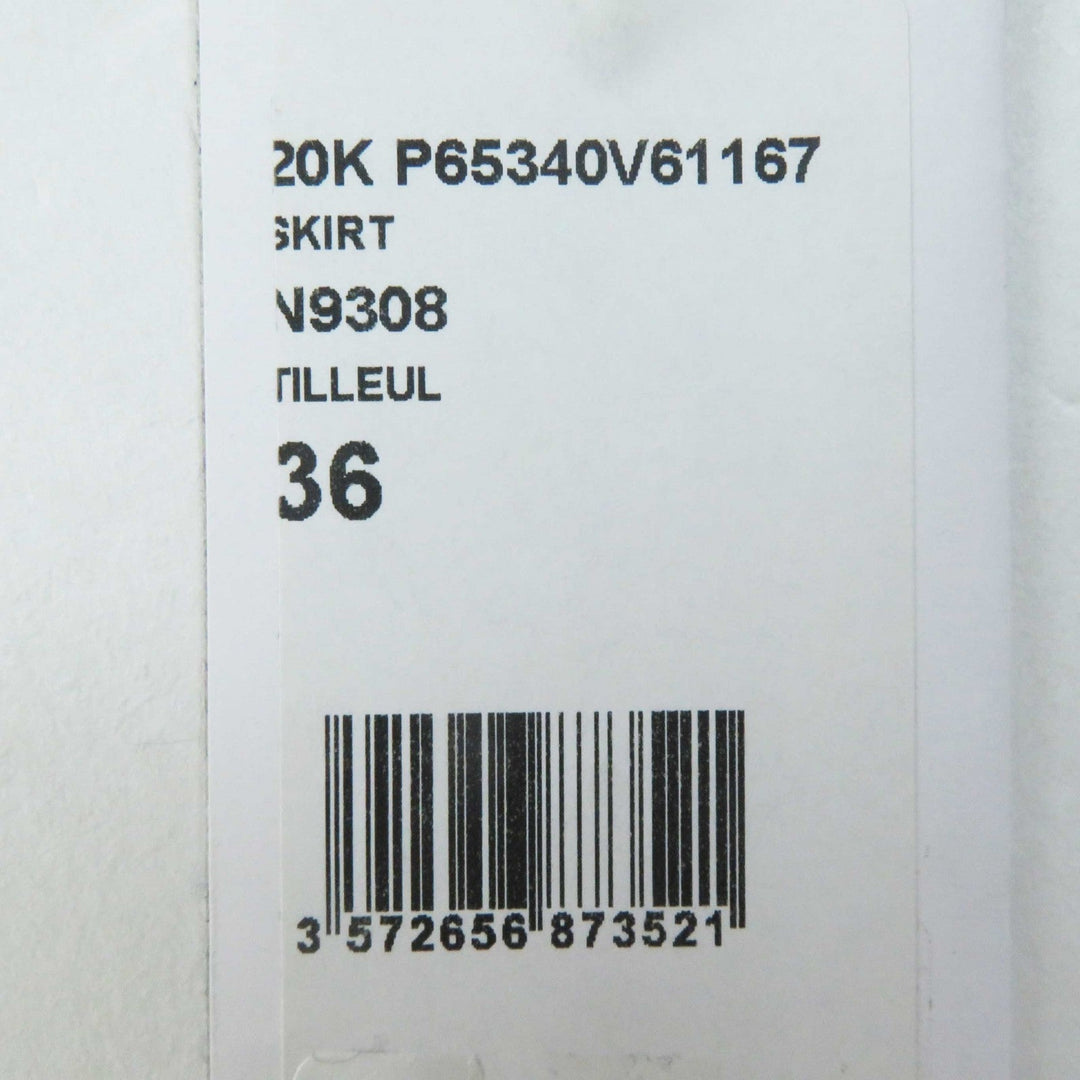 20K P65340V61167
SKIRT
N9308
TILLEUL
36
3 572656 873521